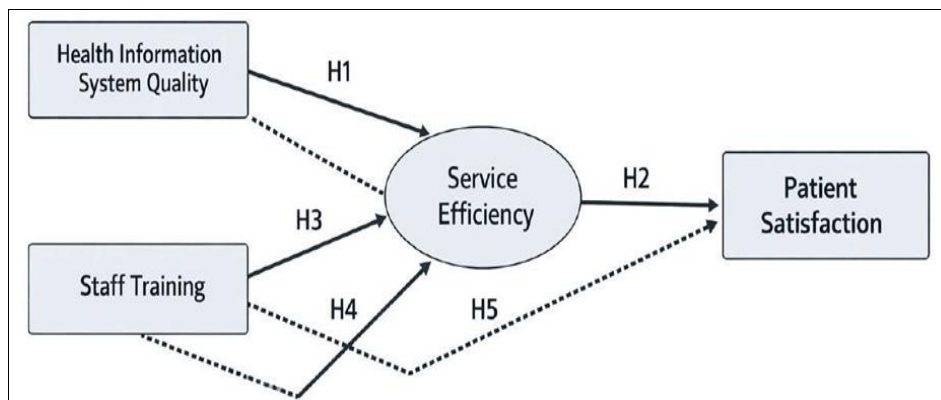 Health Information
System Quality
H1
Service
Efficiency
H2
Patient
Satisfaction
H3
Staff Training
H4
H5